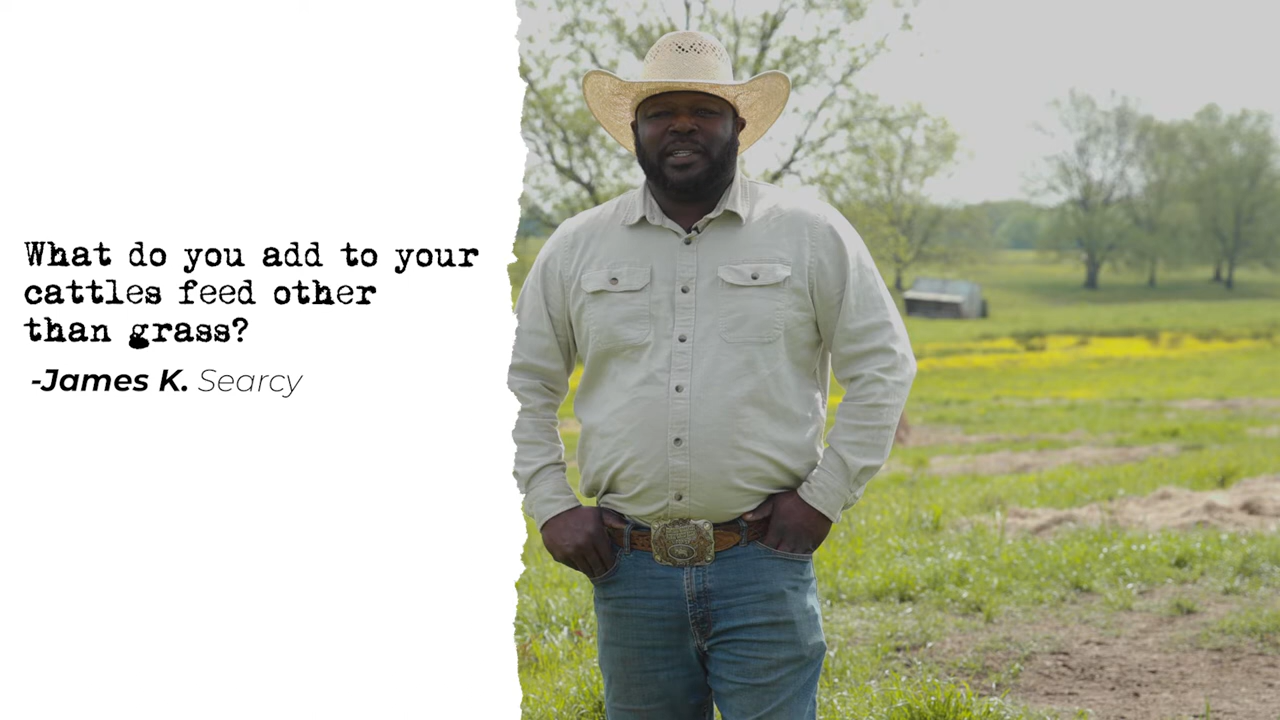 What do you add to your
cattles feed other
than grass?
-James K. Searcy